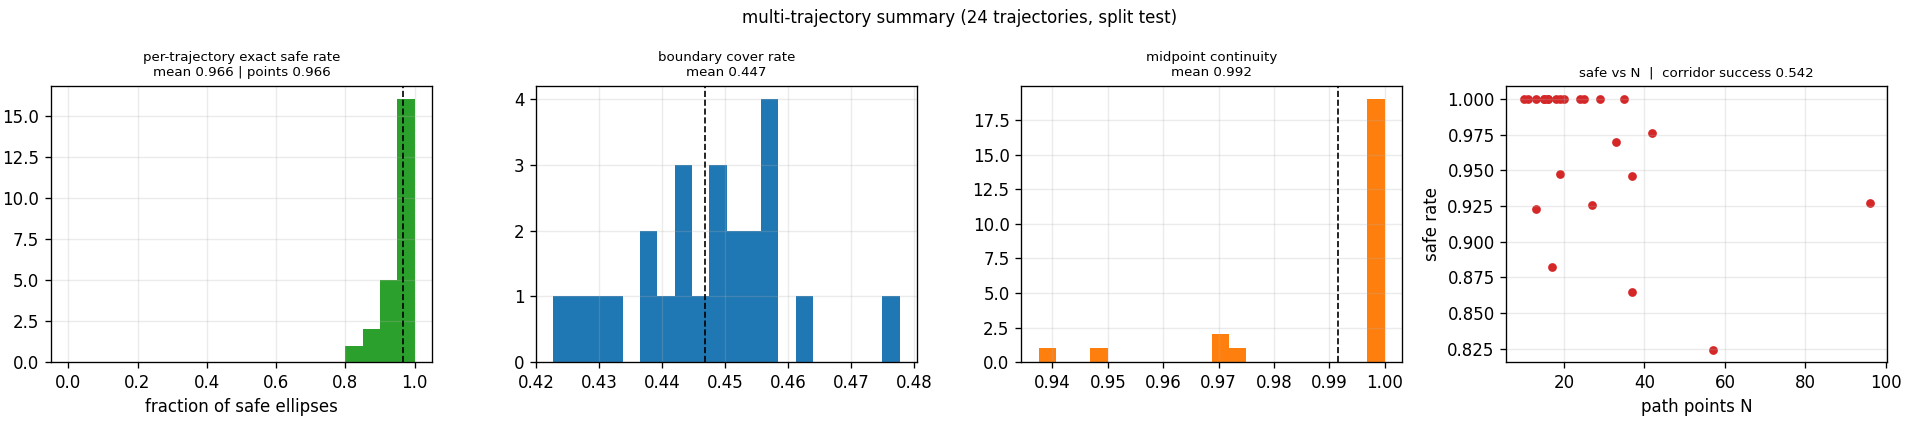 multi-trajectory summary (24 trajectories, split test)
per-trajectory exact safe rate
mean 0.966 | points 0.966
15.0
12.5
10.0
7.5
5.0
2.5
0.0
0.0 0.2 0.4 0.6 0.8 1.0
fraction of safe ellipses
boundary cover rate
mean 0.447
4
3
2
1
0
0.42 0.43 0.44 0.45 0.46 0.47 0.48
midpoint continuity
mean 0.992
17.5
15.0
12.5
10.0
7.5
5.0
2.5
0.0
0.94 0.95 0.96 0.97 0.98 0.99 1.00
safe vs N | corridor success 0.542
safe rate
1.000
0.975
0.950
0.925
0.900
0.875
0.850
0.825
20 40 60 80 100
path points N